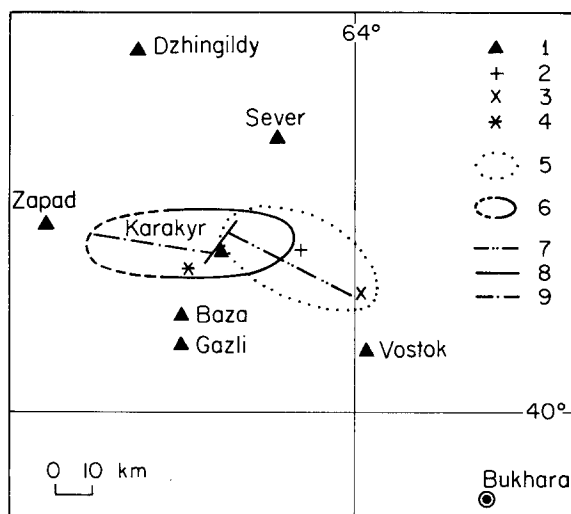 64°
Dzhingildy
Sever
Zapad
Karakyr
Baza
Gazli
Vostok
40°
0 10 km
Bukhara
1
2
3
4
5
6
7
8
9